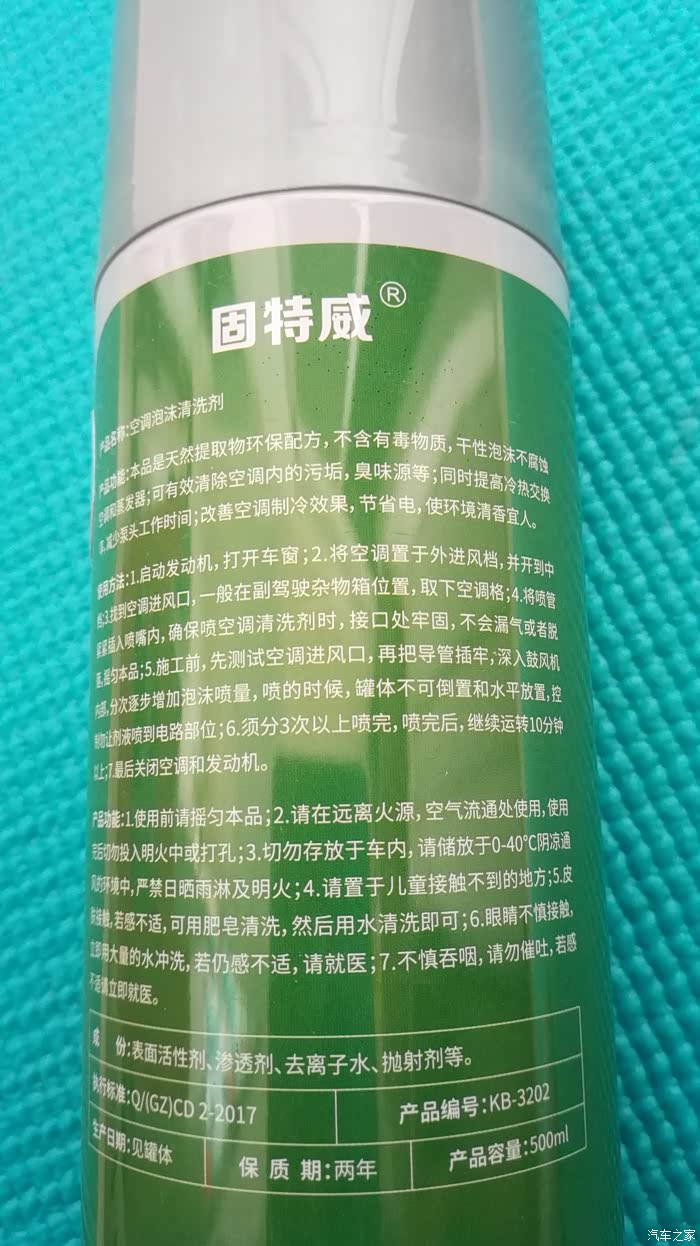 固特威®
产品名称:空调泡沫清洗剂
产品功能:本品是天然提取物环保配方,不含有毒物质,干性泡沫不腐蚀
空调和蒸发器;可有效清除空调内的污垢,臭味源等;同时提高冷热交换
率,减少泵头工作时间;改善空调制冷效果,节省电,使环境清香宜人。
使用方法:1.启动发动机,打开车窗;2.将空调置于外进风档,并开到中
档;3.找到空调进风口,一般在副驾驶杂物箱位置,取下空调格;4.将喷管
紧紧插入喷嘴内,确保喷空调清洗剂时,接口处牢固,不会漏气或者脱
落,摇匀本品;5.施工前,先测试空调进风口,再把导管插牢,深入鼓风机
内部,分次逐步增加泡沫喷量,喷的时候,罐体不可倒置和水平放置,控
制勿让剂液喷到电路部位;6.须分3次以上喷完,喷完后,继续运转10分钟
以上;7.最后关闭空调和发动机。
产品功能:1.使用前请摇匀本品;2.请在远离火源,空气流通处使用,使用
完后切勿投入明火中或打孔;3.切勿存放于车内,请储放于0-40°C阴凉通
风的环境中,严禁日晒雨淋及明火;4.请置于儿童接触不到的地方;5.皮
肤接触,若感不适,可用肥皂清洗,然后用水清洗即可;6.眼睛不慎接触,
立即用大量的水冲洗,若仍感不适,请就医;7.不慎吞咽,请勿催吐,若感
不适请立即就医。
成 份:表面活性剂、渗透剂、去离子水、抛射剂等。
执行标准:Q/(GZ)CD 2-2017 产品编号:KB-3202
生产日期:见罐体 保 质 期:两年 产品容量:500ml
汽车之家